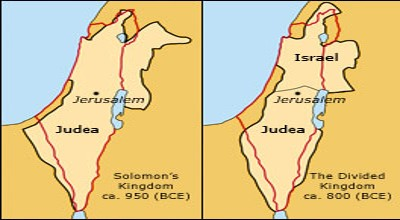 Jerusalem
Judea
Solomon's
Kingdom
ca. 950 (BCE)
Israel
Jerusalem
Judea
The Divided
Kingdom
ca. 800 (BCE)